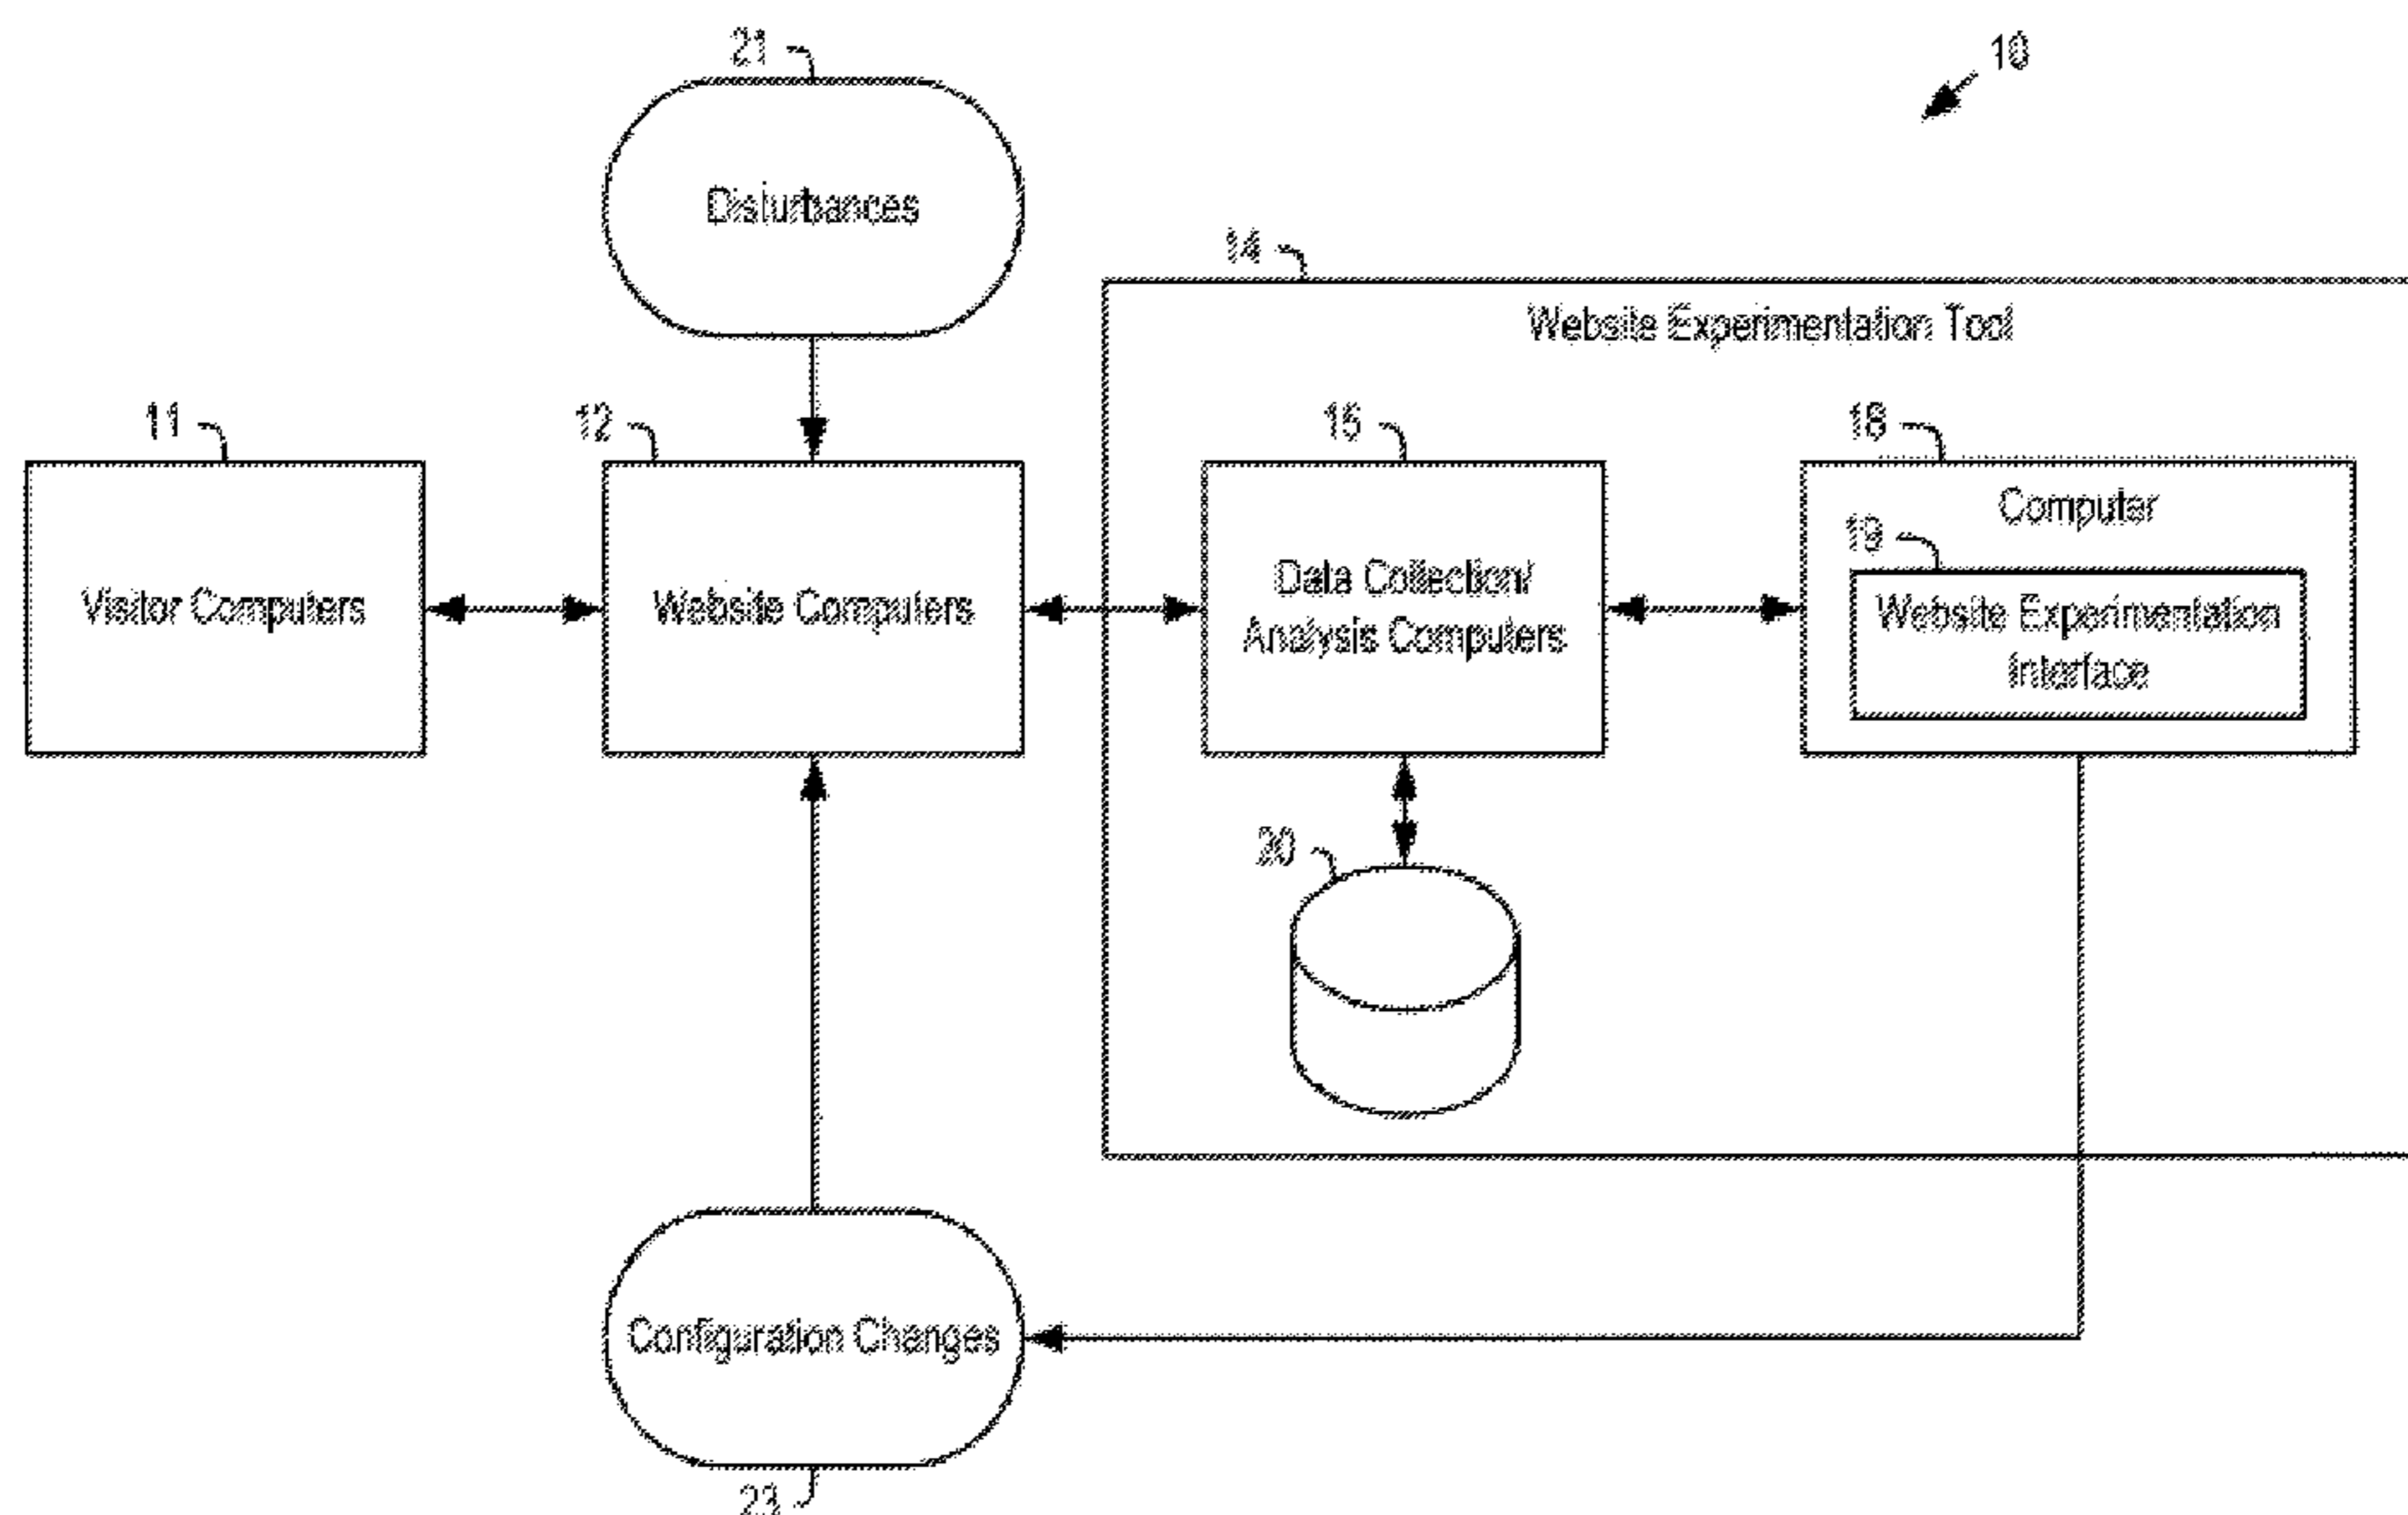 21
10
Disturbances
14
Website Experimentation Tool
11
12
18
Computer
19
Visitor Computers
Website Computers
Data Collection/
Analysis Computers
Website Experimentation
Interface
20
Configuration Changes
23